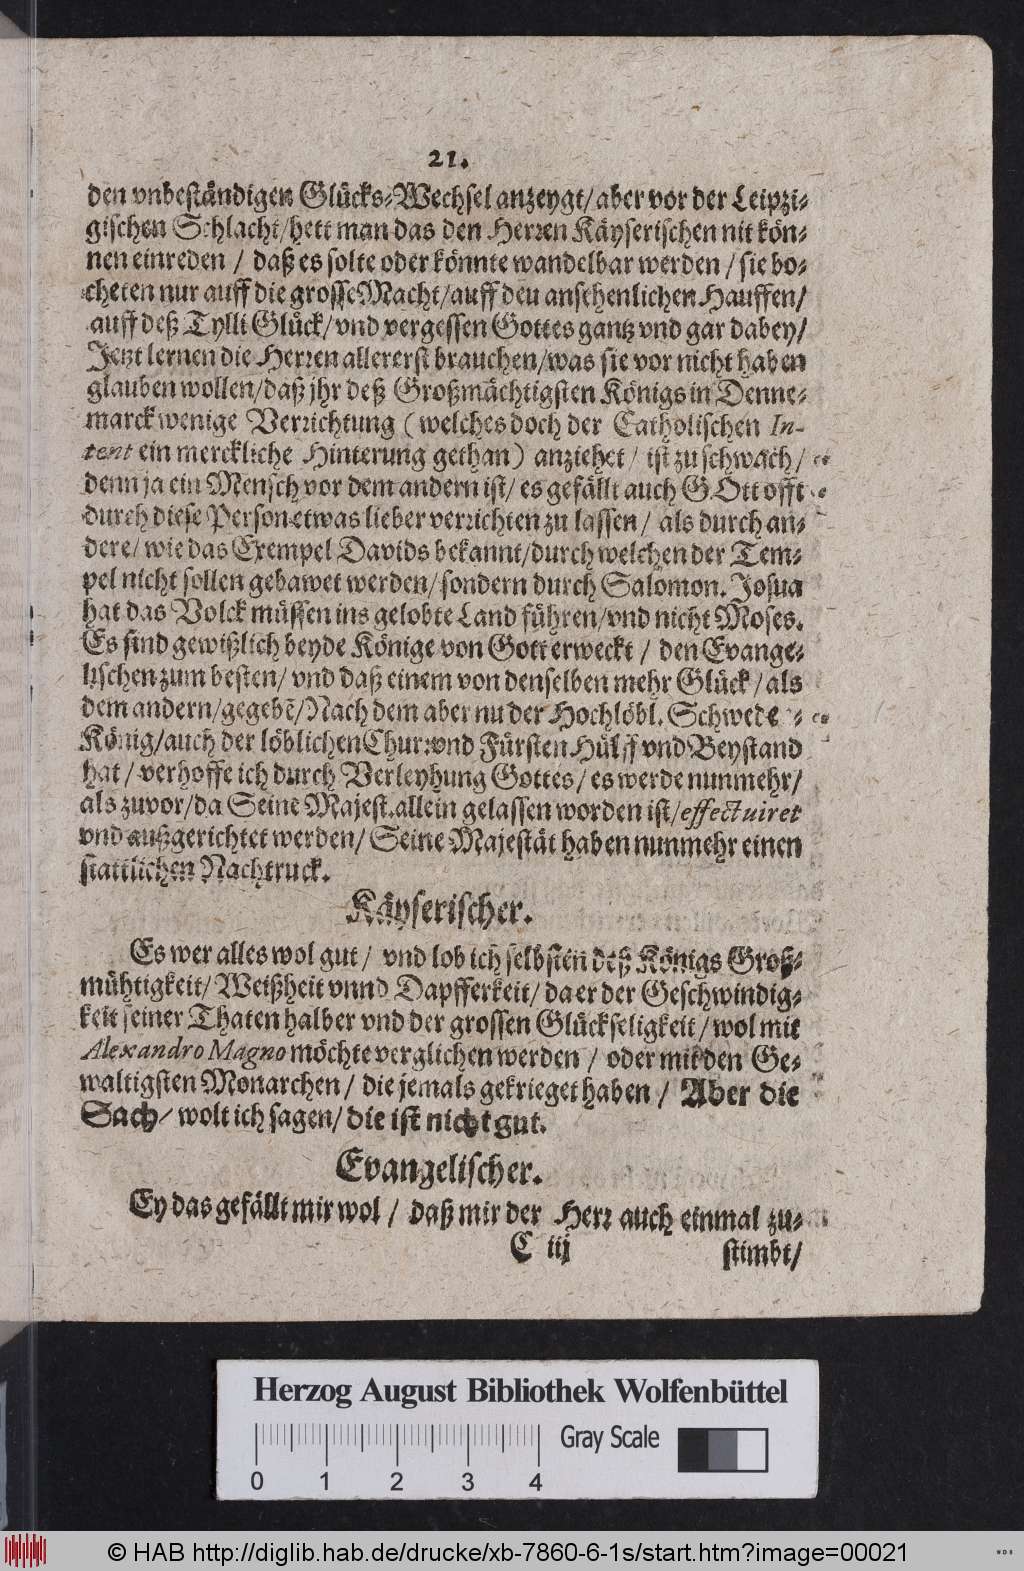 21.
den vnbeständigen Glücks-Wechsel anzeygt/ aber vor der Leipzi-
gischen Schlacht/ hett man das den Herren Käyserischen nit kön-
nen einreden / daß es solte oder könnte wandelbar werden / sie bo-
cheten nur auff die grosse Macht/ auff deu ansehenlichen Hauffen/
auff deß Tylli Glück/ vnd vergessen Gottes gantz vnd gar dabey/
Jetzt lernen die Herren allererst brauchen/ was sie vor nicht haben
glauben wollen/ daß jhr deß Großmächtigsten Königs in Denne-
marck wenige Verrichtung ( welches doch der Catholischen In-
tent ein merckliche Hinterung gethan) anziehet/ ist zu schwach/
denn ja ein Mensch vor dem andern ist/ es gefällt auch GOtt offt
durch diese Person etwas lieber verrichten zu lassen/ als durch an-
dere/ wie das Exempel Davids bekannt/ durch welchen der Tem-
pel nicht sollen gebawet werden/ sondern durch Salomon. Josua
hat das Volck müssen ins gelobte Land führen/ vnd nicht Moses.
Es sind gewißlich beyde Könige von Gott erweckt / den Evange-
lischen zum besten/ vnd daß einem von denselben mehr Glück/ als
dem andern/ gegebẽ/ Nach dem aber nu der Hochlöbl. Schwede-
König/ auch der löblichen Chur: vnd Fürsten Hülff vnd Beystand
hat / verhoffe ich durch Verleyhung Gottes/ es werde nunmehr/
als zuvor/ da Seine Majest. allein gelassen worden ist/ effectuiret
vnd außgerichtet werden/ Seine Majestät haben nunmehr einen
stattlichen Nachtruck.
Käyserischer.
Es wer alles wol gut / vnd lob ich selbsten deß Königs Groß-
mühtigkeit/ Weißheit vnnd Dapfferkeit/ da er der Geschwindig-
keit seiner Thaten halber vnd der grossen Glückseligkeit / wol mit
Alexandro Magno möchte verglichen werden / oder mit den Ge-
waltigsten Monarchen / die jemals gekrieget haben / Aber die
Sach/ wolt ich sagen/ die ist nicht gut.
Evangelischer.
Ey das gefällt mir wol / daß mir der Herr auch einmal zu-
C iij
stimbt/
Herzog August Bibliothek Wolfenbüttel
Gray Scale
0 1 2 3 4
© HAB http://diglib.hab.de/drucke/xb-7860-6-1s/start.htm?image=00021